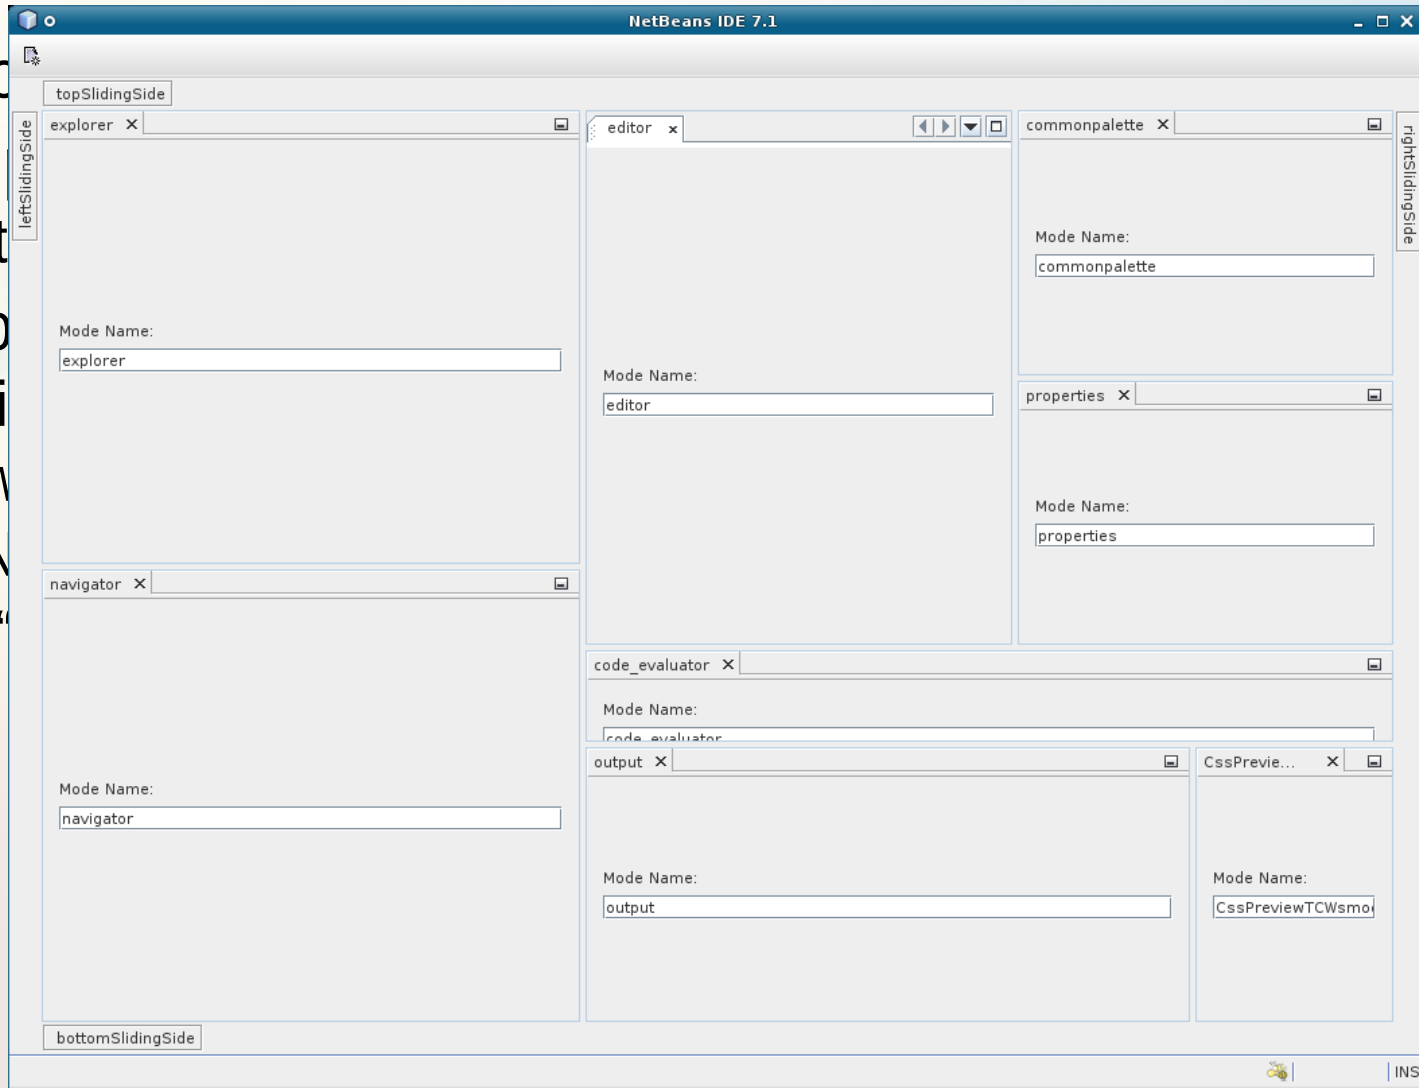 NetBeans IDE 7.1
topSlidingSide
leftSlidingSide
explorer
Mode Name:
explorer
editor
Mode Name:
editor
commonpalette
Mode Name:
commonpalette
rightSlidingSide
properties
Mode Name:
properties
navigator
Mode Name:
navigator
code_evaluator
Mode Name:
code_evaluator
output
Mode Name:
output
CssPrevie...
Mode Name:
CssPreviewTCWsmo
bottomSlidingSide
INS